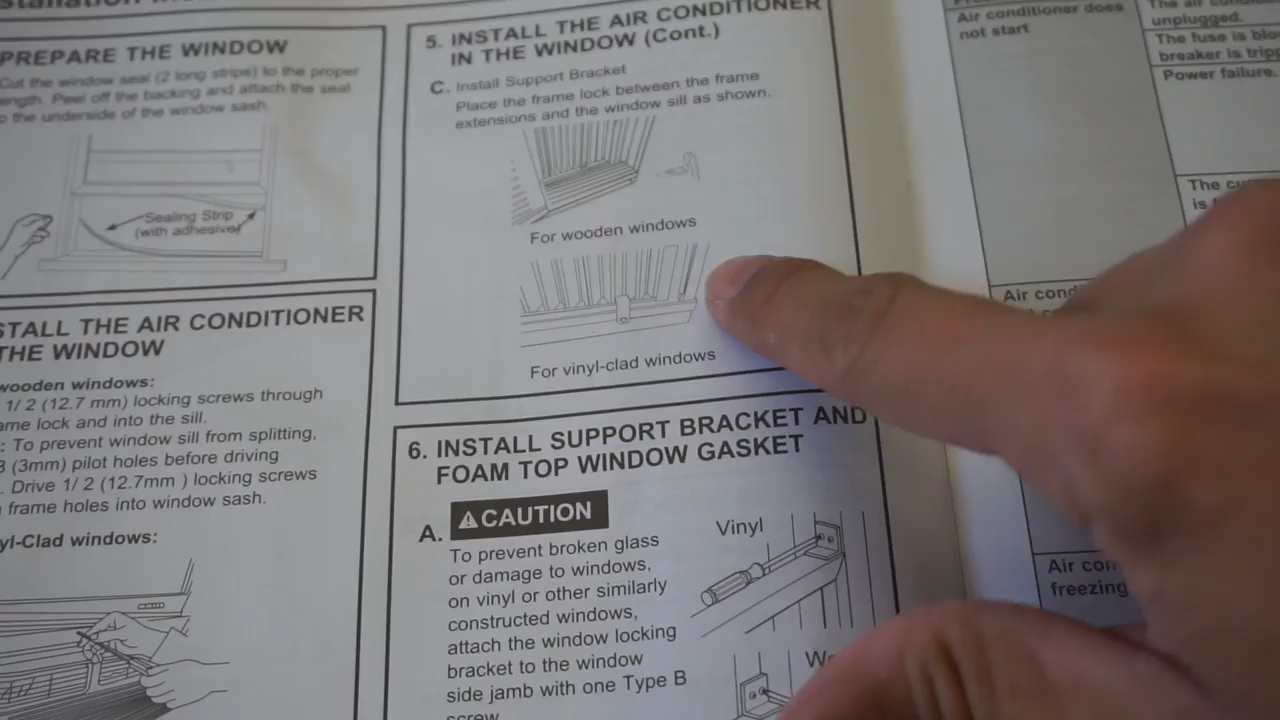 PREPARE THE WINDOW
Cut the window seal (2 long strips) to the proper
length. Peel off the backing and attach the seal
to the underside of the window sash.
Sealing Strip
(with adhesive)
STALL THE AIR CONDITIONER
THE WINDOW
wooden windows:
1/ 2 (12.7 mm) locking screws through
ame lock and into the sill.
: To prevent window sill from splitting,
(3mm) pilot holes before driving
. Drive 1/ 2 (12.7mm ) locking screws
frame holes into window sash.
yl-Clad windows:
5. INSTALL THE AIR CONDITIONER
IN THE WINDOW (Cont.)
C. Install Support Bracket
Place the frame lock between the frame
extensions and the window sill as shown.
For wooden windows
For vinyl-clad windows
6. INSTALL SUPPORT BRACKET AND
FOAM TOP WINDOW GASKET
CAUTION
A.
To prevent broken glass
or damage to windows,
on vinyl or other similarly
constructed windows,
attach the window locking
bracket to the window
side jamb with one Type B
screw
Vinyl
Air conditioner does
not start
The air
unplugged.
The fuse is
breaker is
Power failure.
The
is
Air
Air
freezing